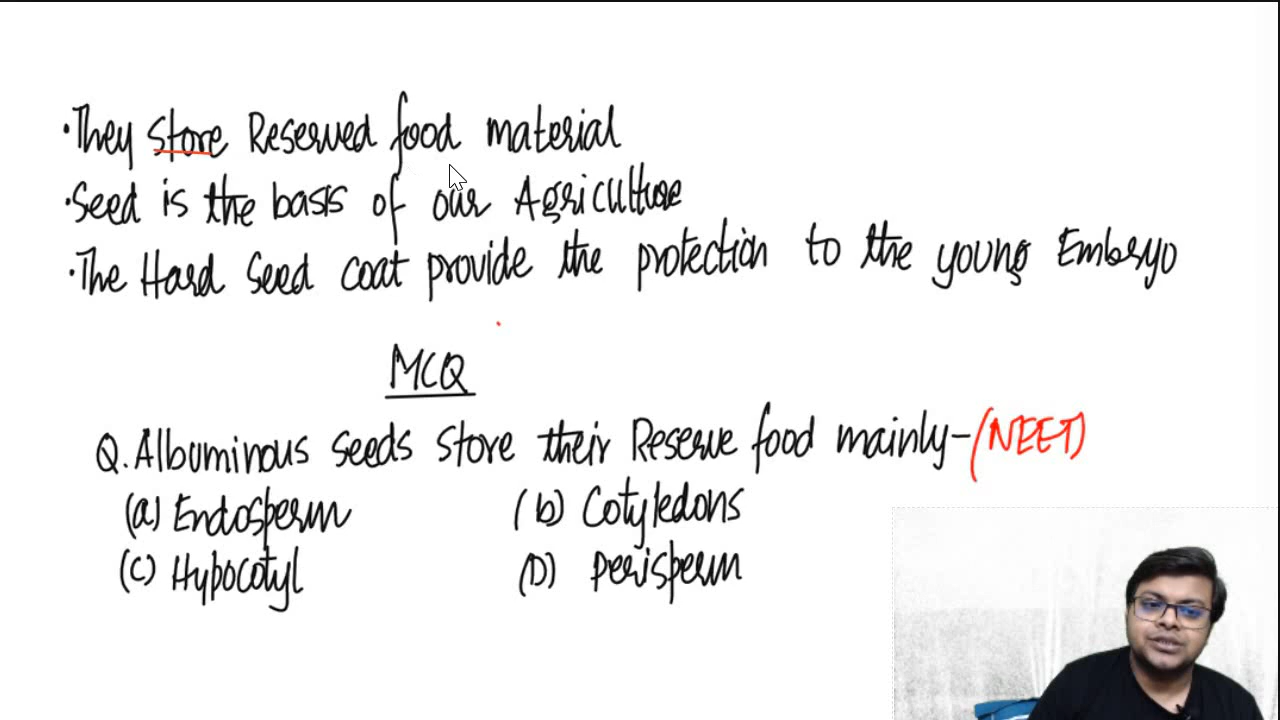 ·They store Reserved food material
·Seed is the basis of our Agriculture
·The Hard Seed coat provide the protection to the young Embryo
MCQ
Q. Albuminous seeds store their Reserve food mainly-(NEET)
(a) Endosperm (b) Cotyledons
(C) Hypocotyl (D) Perisperm